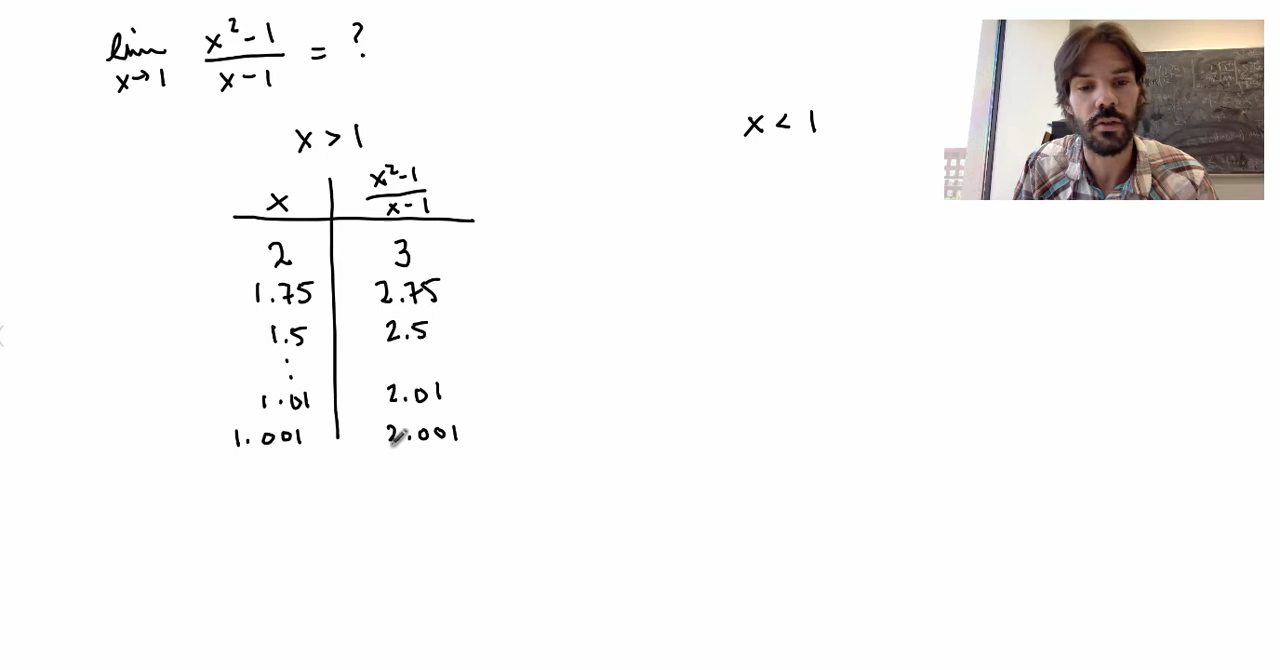 lim x→1 x²-1 / x-1 = ?
x > 1
x | x²-1 / x-1
2 | 3
1.75 | 2.75
1.5 | 2.5
⋮
1.01 | 2.01
1.001 | 2.001
x < 1